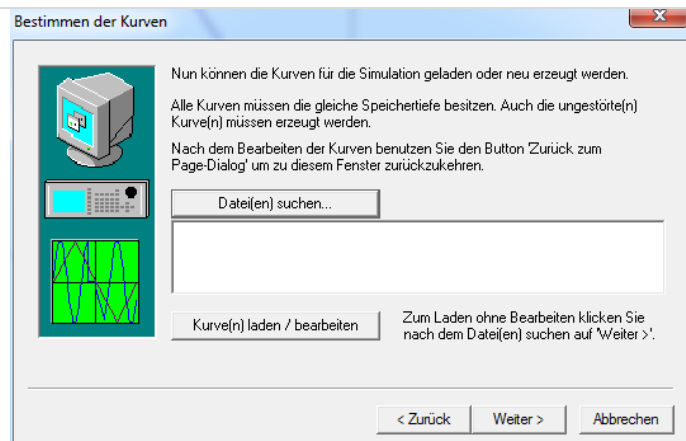 Bestimmen der Kurven
Nun können die Kurven für die Simulation geladen oder neu erzeugt werden.
Alle Kurven müssen die gleiche Speichertiefe besitzen. Auch die ungestörte(n)
Kurve(n) müssen erzeugt werden.
Nach dem Bearbeiten der Kurven benutzen Sie den Button 'Zurück zum
Page-Dialog' um zu diesem Fenster zurückzukehren.
Datei(en) suchen...
Kurve(n) laden / bearbeiten
Zum Laden ohne Bearbeiten klicken Sie
nach dem Datei(en) suchen auf 'Weiter >'.
< Zurück
Weiter >
Abbrechen